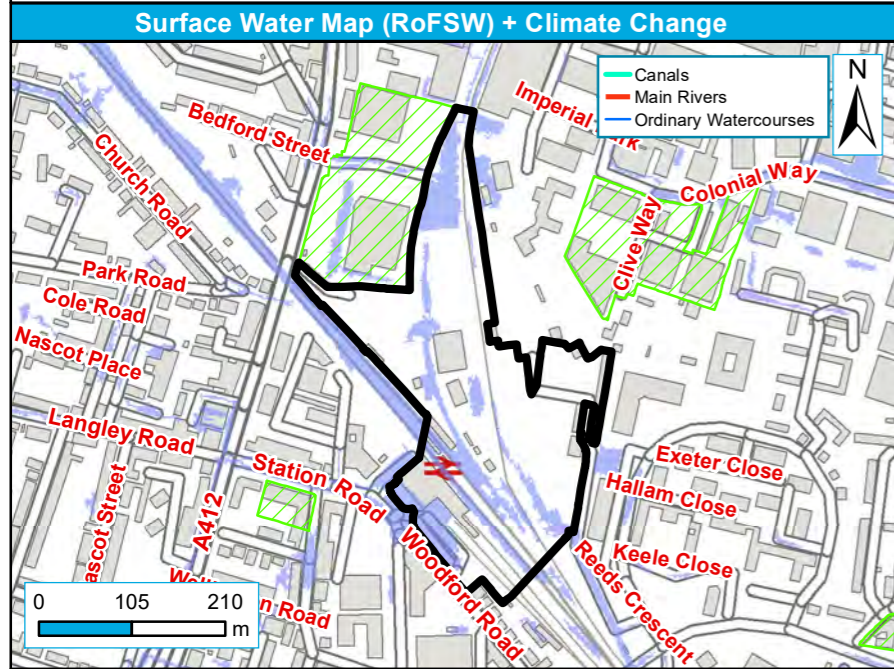 Surface Water Map (RoFSW) + Climate Change
Canals
Main Rivers
Ordinary Watercourses
N
Imperial
Bedford Street
Church Road
Colonial Way
Clive Way
Park Road
Cole Road
Nascot Place
Langley Road
Station Road
A412
ascot Street
Exeter Close
Hallam Close
Keele Close
Woodford Road
Reeds Crescent
n Road
0 105 210
m